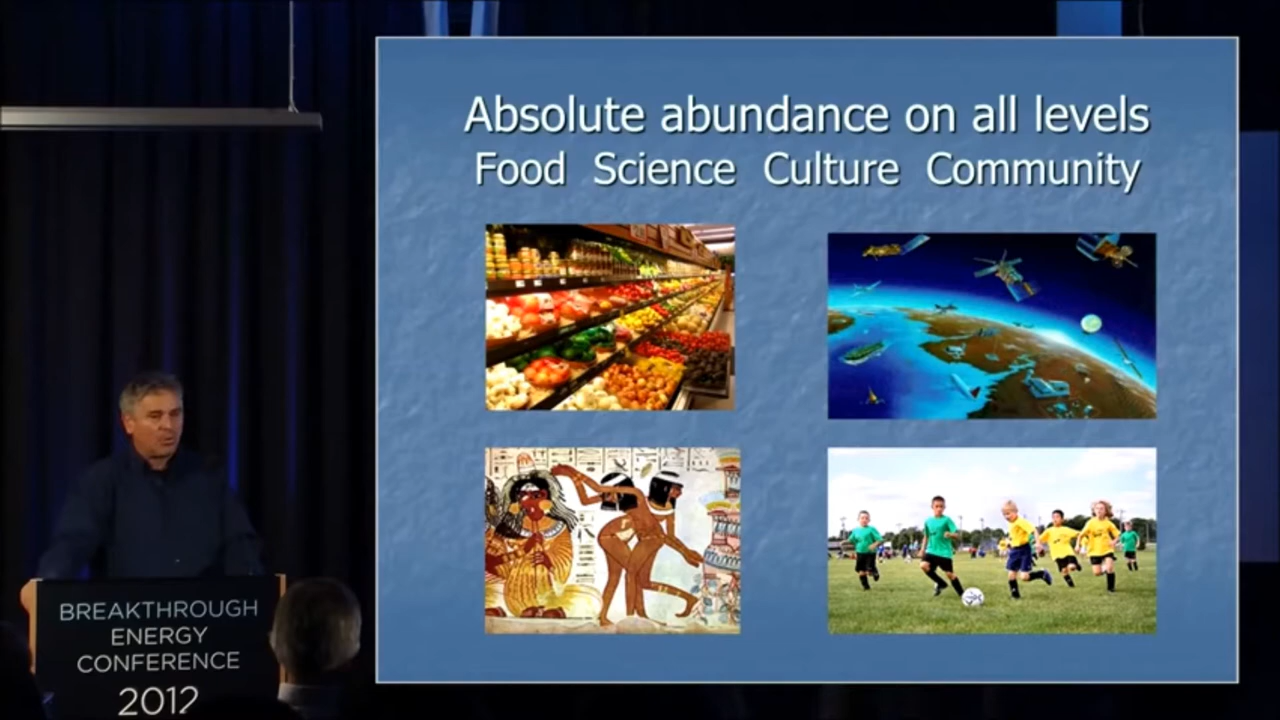 Absolute abundance on all levels
Food Science Culture Community
BREAKTHROUGH
ENERGY
CONFERENCE
2012